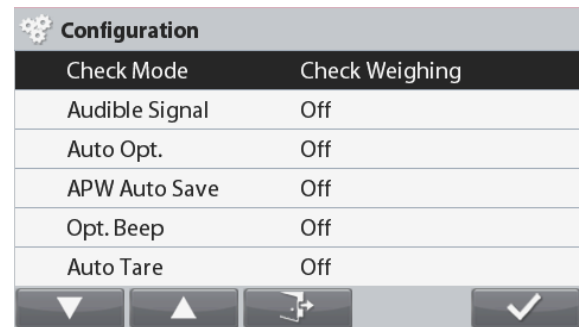 Configuration
Check Mode Check Weighing
Audible Signal Off
Auto Opt. Off
APW Auto Save Off
Opt. Beep Off
Auto Tare Off